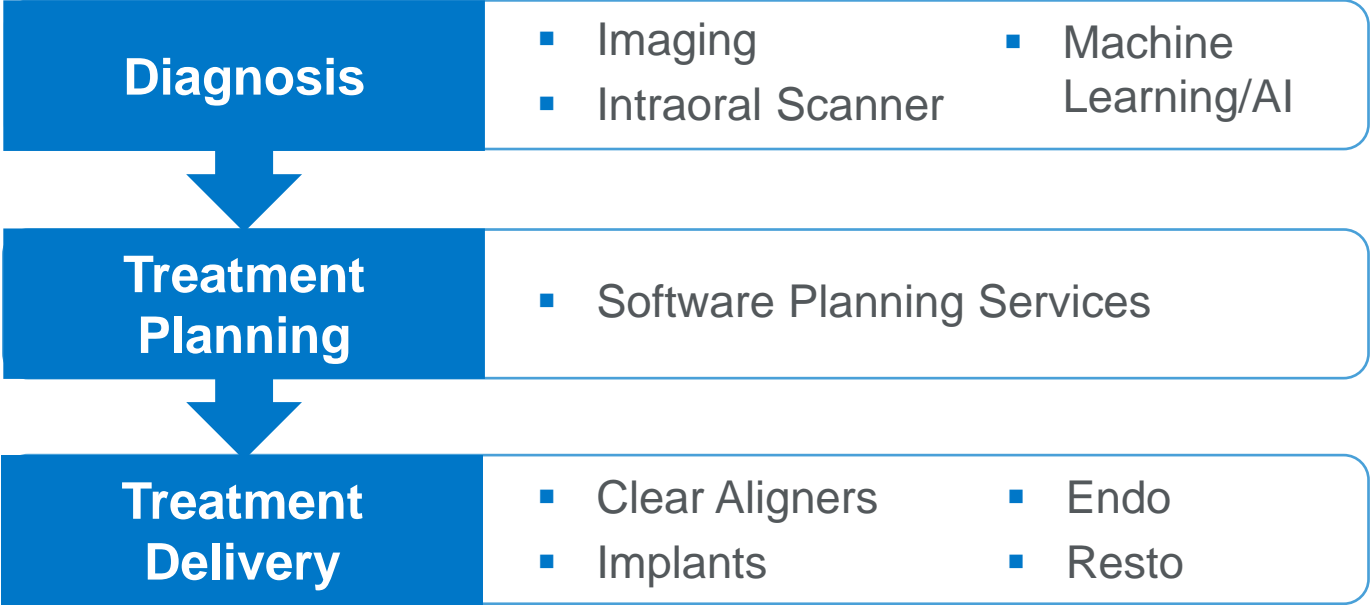 Diagnosis
▪ Imaging
▪ Intraoral Scanner
▪ Machine
Learning/AI
Treatment
Planning
▪ Software Planning Services
Treatment
Delivery
▪ Clear Aligners
▪ Implants
▪ Endo
▪ Resto